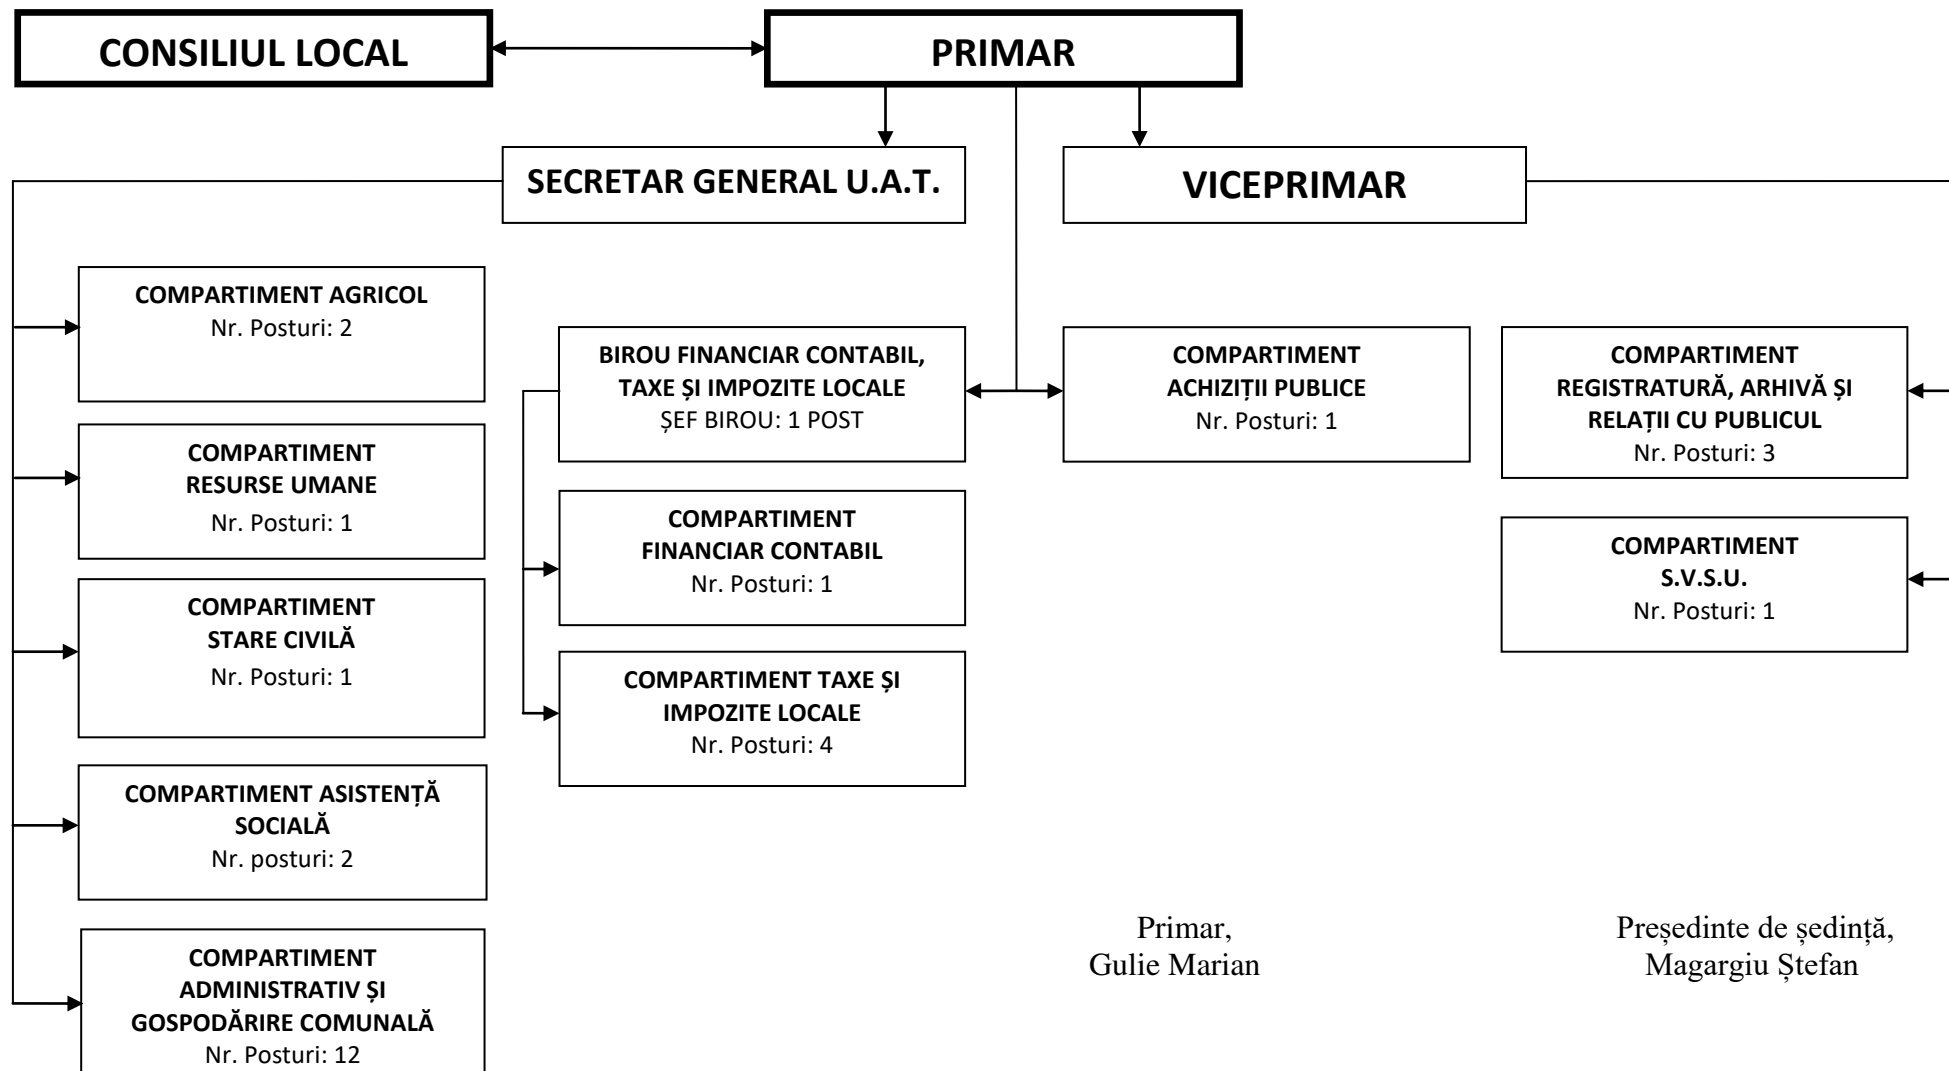 CONSILIUL LOCAL
PRIMAR
SECRETAR GENERAL U.A.T.
VICEPRIMAR
COMPARTIMENT AGRICOL
Nr. Posturi: 2
COMPARTIMENT
RESURSE UMANE
Nr. Posturi: 1
COMPARTIMENT
STARE CIVILĂ
Nr. Posturi: 1
COMPARTIMENT ASISTENȚĂ
SOCIALĂ
Nr. posturi: 2
COMPARTIMENT
ADMINISTRATIV ȘI
GOSPODĂRIRE COMUNALĂ
Nr. Posturi: 12
BIROU FINANCIAR CONTABIL,
TAXE ȘI IMPOZITE LOCALE
ȘEF BIROU: 1 POST
COMPARTIMENT
FINANCIAR CONTABIL
Nr. Posturi: 1
COMPARTIMENT TAXE ȘI
IMPOZITE LOCALE
Nr. Posturi: 4
COMPARTIMENT
ACHIZIȚII PUBLICE
Nr. Posturi: 1
COMPARTIMENT
REGISTRATURĂ, ARHIVĂ ȘI
RELAȚII CU PUBLICUL
Nr. Posturi: 3
COMPARTIMENT
S.V.S.U.
Nr. Posturi: 1
Primar,
Gulie Marian
Președinte de ședință,
Magargiu Ștefan